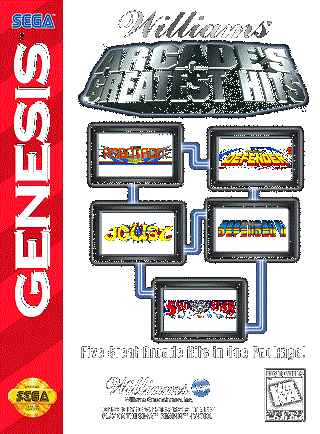 SEGA
GENESIS
Williams
ARCADE'S
GREATEST HITS
ROBOTRON
DEFENDER
JOUST
DEFENDER II
SINISTAR
Five Great Arcade Hits in One Package!
Williams
SEGA
K-A